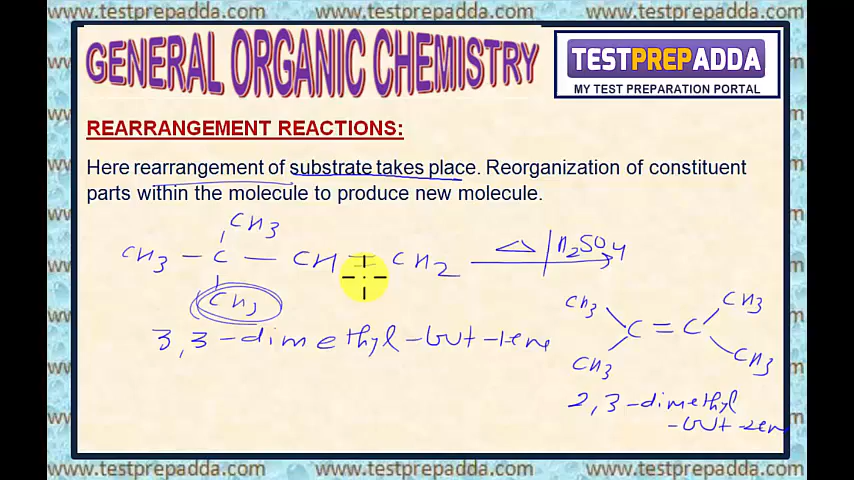 www.testprepadda.com www.testprepadda.com www.testprepadda.com
GENERAL ORGANIC CHEMISTRY
TESTPREPADDA
MY TEST PREPARATION PORTAL
REARRANGEMENT REACTIONS:
Here rearrangement of substrate takes place. Reorganization of constituent
parts within the molecule to produce new molecule.
CH3
CH3 - C - CH = CH2 △ / H2SO4
CH3
CH3 CH3
C = C
CH3 CH3
3,3-dimethyl-but-1ene
2,3-dimethyl
-but-2ene
www.testprepadda.com www.testprepadda.com www.testprepadda.com